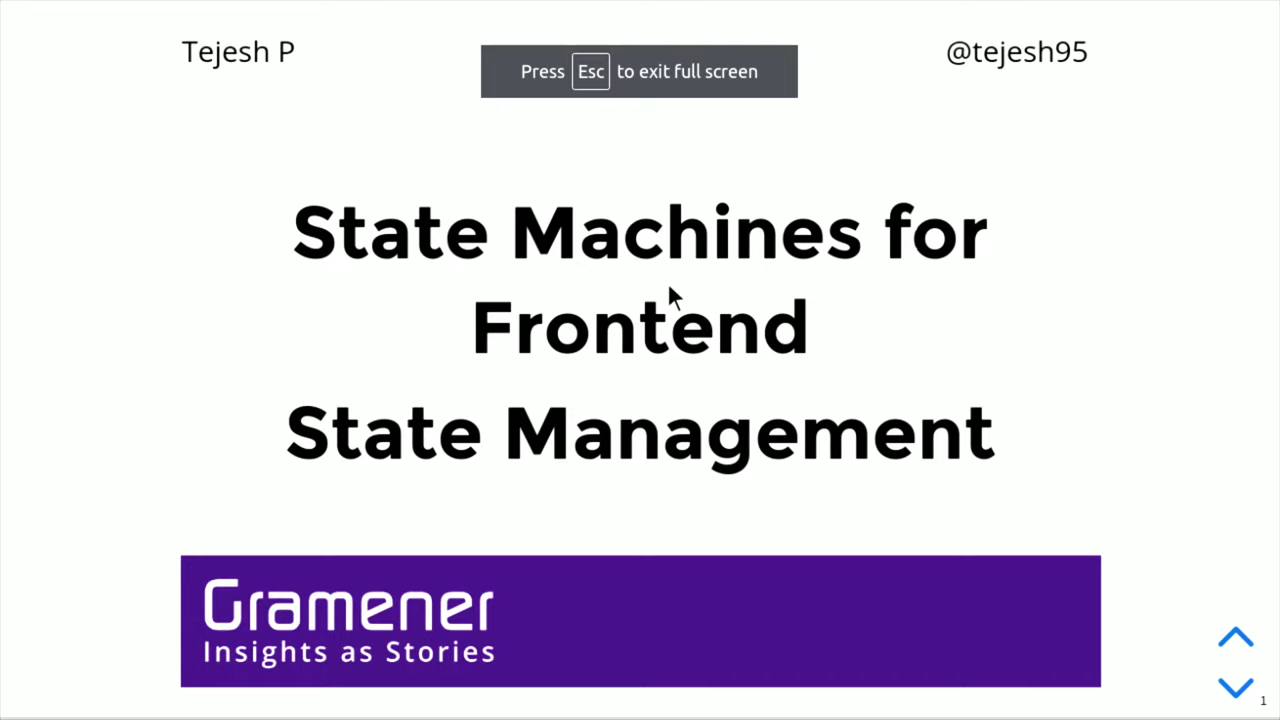 Tejesh P
Press Esc to exit full screen
@tejesh95
State Machines for
Frontend
State Management
Gramener
Insights as Stories
1